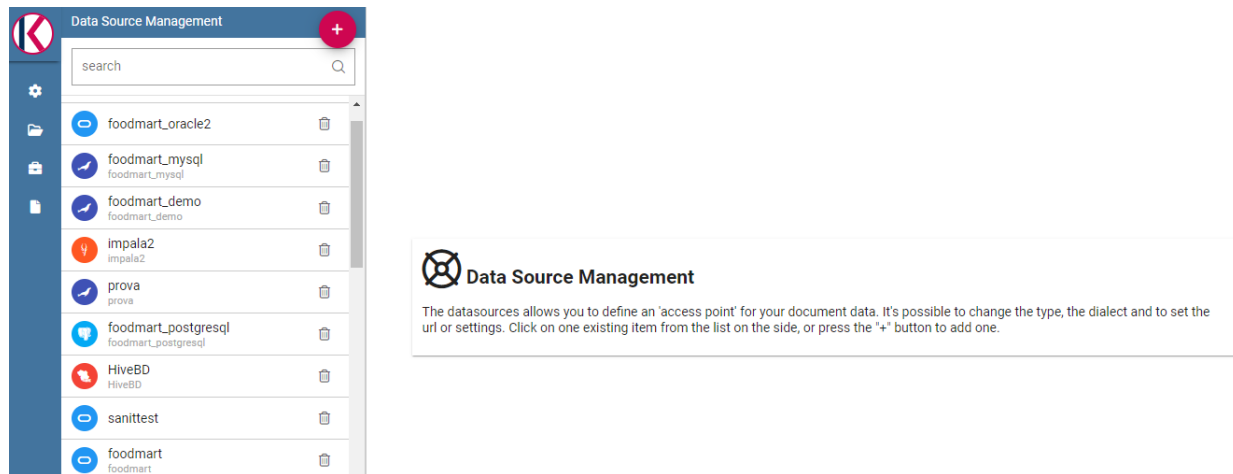 Data Source Management
+
search
foodmart_oracle2
foodmart_mysql
foodmart_mysql
foodmart_demo
foodmart_demo
impala2
impala2
prova
prova
foodmart_postgresql
foodmart_postgresql
HiveBD
HiveBD
sanittest
foodmart
foodmart
Data Source Management
The datasources allows you to define an 'access point' for your document data. It's possible to change the type, the dialect and to set the
url or settings. Click on one existing item from the list on the side, or press the "+" button to add one.